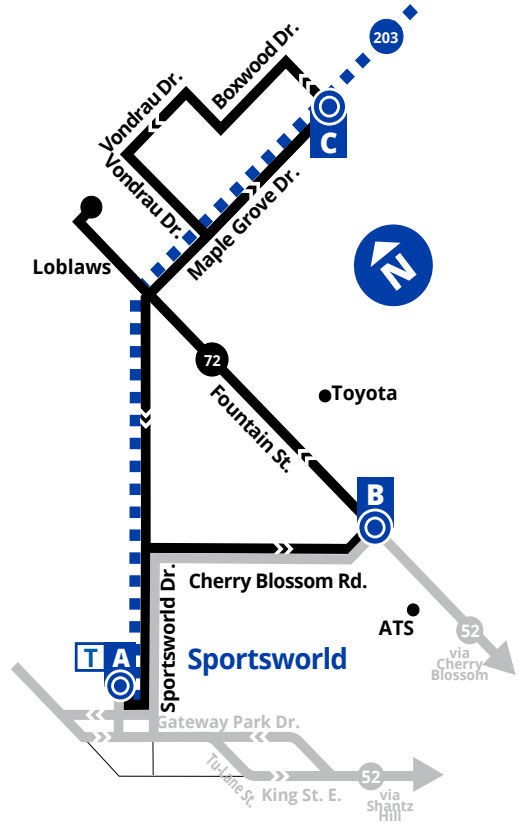 203
Boxwood Dr.
Vondrau Dr.
C
Vondrau Dr.
Maple Grove Dr.
Loblaws
N
72
Toyota
Fountain St.
B
Cherry Blossom Rd.
Sportsworld Dr.
ATS
52
via
Cherry
Blossom
T A
Sportsworld
Gateway Park Dr.
Tu-Lane St.
King St. E.
52
via
Shantz
Hill